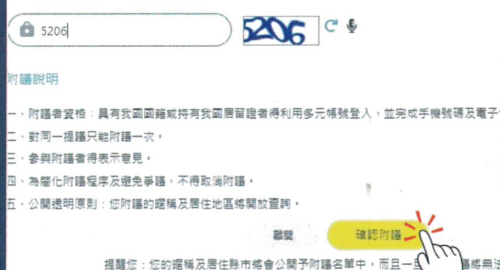 5206
5206
附議說明
一、附議者資格：具有我國國籍或持有我國居留證者得利用多元帳號登入，並完成手機號碼及電子
二、對同一提議只能附議一次。
三、參與附議者得表示意見。
四、為簡化附議程序及避免爭議，不得取消附議。
五、公開透明原則：您附議的暱稱及居住地區將開放查詢。
離開
確認附議
提醒您：您的暱稱及居住縣市將會公開予附議名單中，而且一旦 議將無法